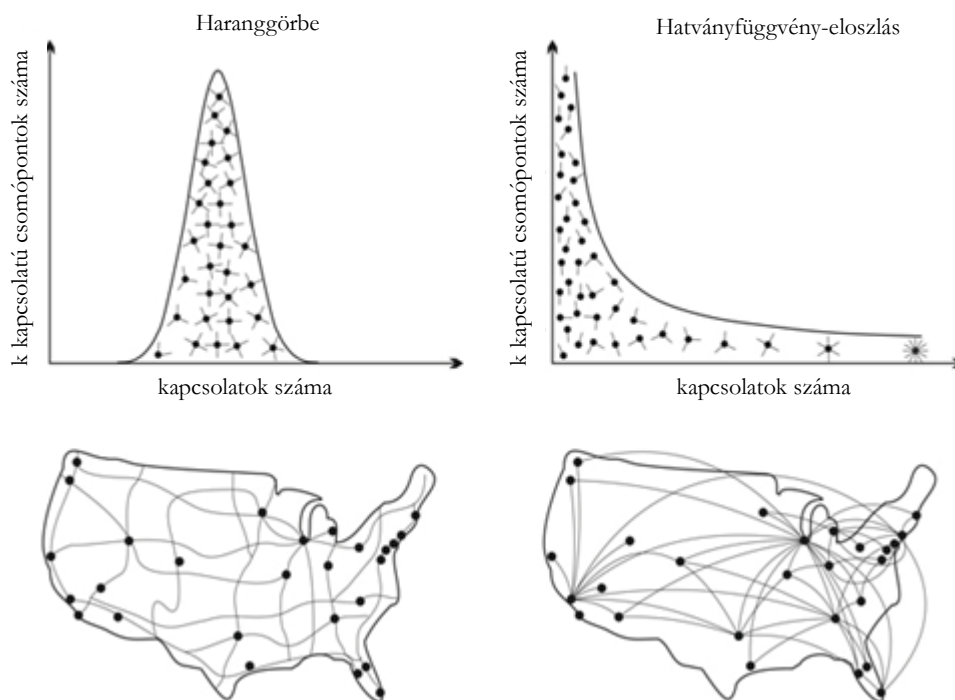 Haranggörbe
k kapcsolatú csomópontok száma
kapcsolatok száma
Hatványfüggvény-eloszlás
k kapcsolatú csomópontok száma
kapcsolatok száma